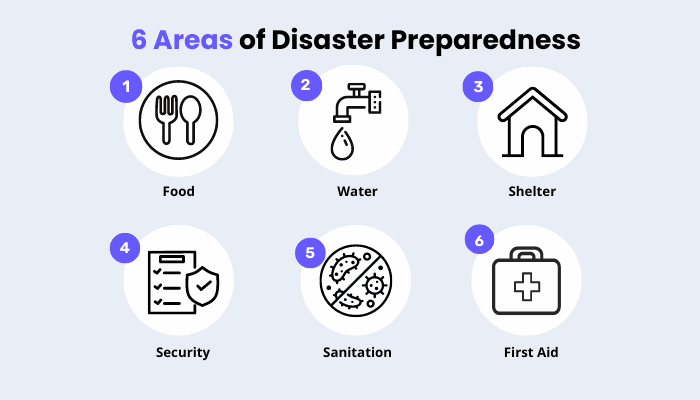 6 Areas of Disaster Preparedness
1
2
3
Food
Water
Shelter
4
5
6
Security
Sanitation
First Aid